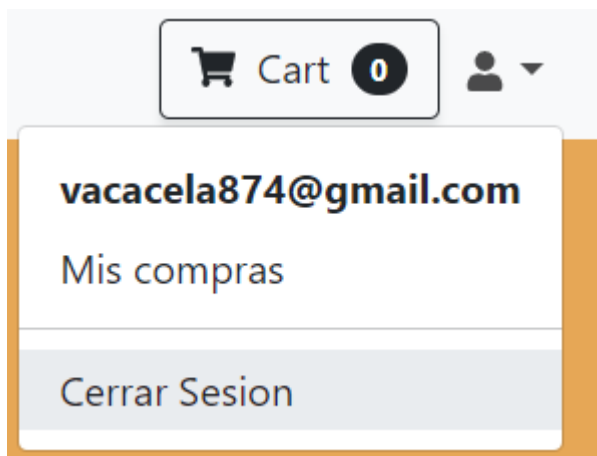 Cart 0
vacacela874@gmail.com
Mis compras
Cerrar Sesion